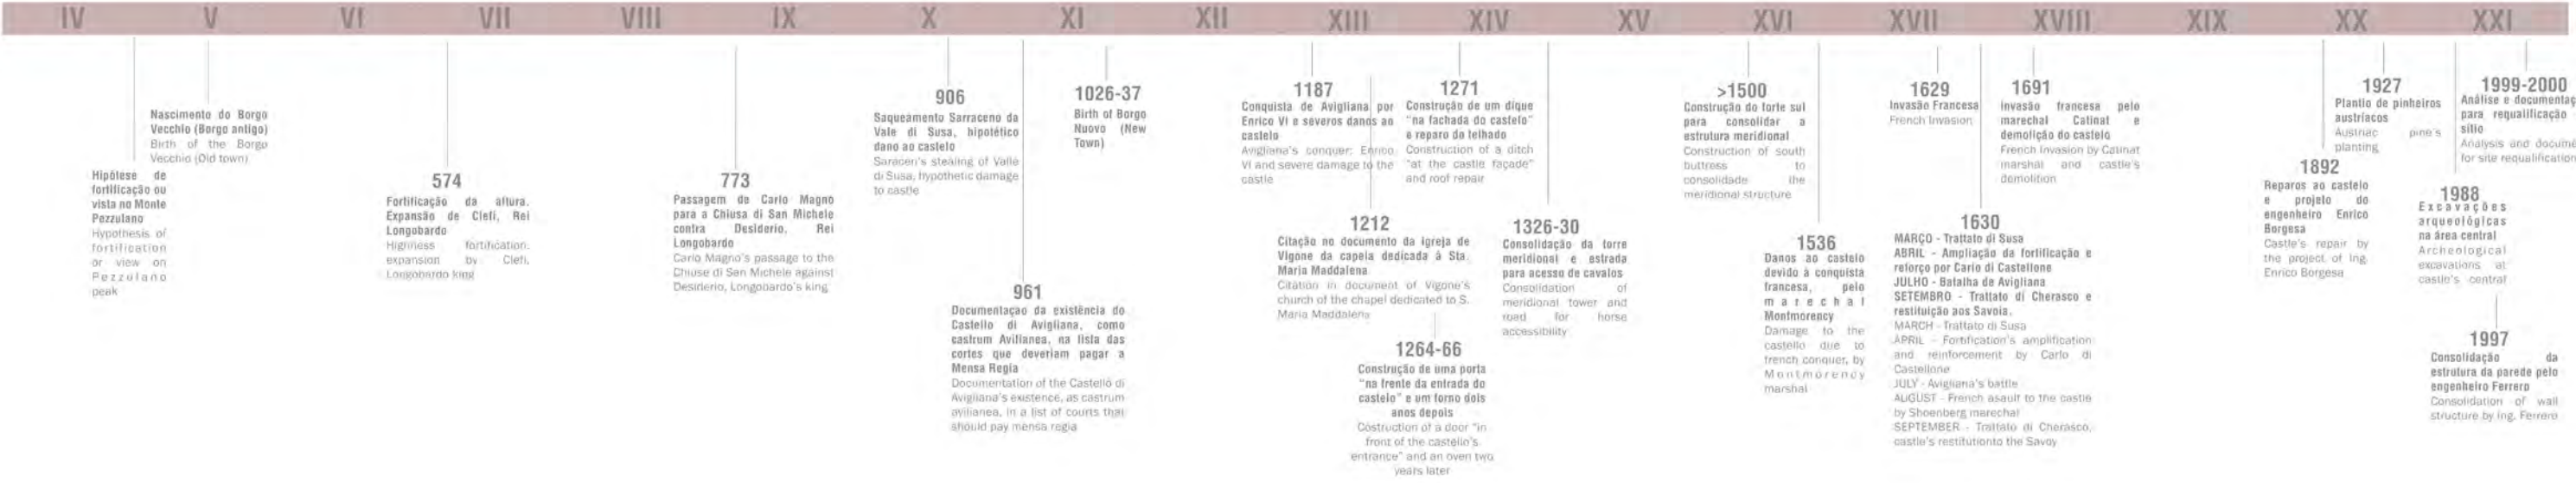 IV V VI VII VIII IX X XI XII XIII XIV XV XVI XVII XVIII XIX XX XXI
Nascimento do Borgo
Vecchio (Borgo antigo)
Birth of the Borgo
Vecchio (Old town)
Hipótese de
fortificação ou
vista no Monte
Pezzulano
Hypothesis of
fortification
or view on
Pezzulano
peak
574
Fortificação da altura.
Expansão de Clefi, Rei
Longobardo
Highness fortification.
expansion by Clefi,
Longobardo king
773
Passagem de Carlo Magno
para a Chiusa di San Michele
contra Desiderio, Rei
Longobardo
Carlo Magno's passage to the
Chiuse di San Michele against
Desiderio, Longobardo's king
906
Saqueamento Sarraceno da
Vale di Susa, hipotético
dano ao castelo
Saracen's stealing of Valle
di Susa, hypothetic damage
to castle
961
Documentação da existência do
Castello di Avigliana, como
castrum Avilianea, na lista das
cortes que deveriam pagar a
Mensa Regia
Documentation of the Castello di
Avigliana's existence, as castrum
avilianea, in a list of courts that
should pay mensa regia
1026-37
Birth of Borgo
Nuovo (New
Town)
1187
Conquista de Avigliana por
Enrico VI e severos danos ao
castelo
Avigliana's conquer: Enrico
VI and severe damage to the
castle
1212
Citação no documento da igreja de
Vigone da capela dedicada à Sta.
Maria Maddalena
Citation in document of Vigone's
church of the chapel dedicated to S.
Maria Maddalena
1271
Construção de um dique
"na fachada do castelo"
e reparo do telhado
Construction of a ditch
"at the castle façade"
and roof repair
1264-66
Construção de uma porta
"na frente da entrada do
castelo" e um forno dois
anos depois
Costruction of a door "in
front of the castello's
entrance" and an oven two
years later
1326-30
Consolidação da torre
meridional e estrada
para acesso de cavalos
Consolidation of
meridional tower and
road for horse
accessibility
>1500
Construção do forte sul
para consolidar a
estrutura meridional
Construction of south
buttress to
consolidade the
meridional structure
1536
Danos ao castelo
devido à conquista
francesa, pelo
marechal
Montmorency
Damage to the
castello due to
french conquer, by
Montmorency
marshal
1629
Invasão Francesa
French Invasion
1630
MARÇO - Trattato di Susa
ABRIL - Ampliação da fortificação e
reforço por Carlo di Castellone
JULHO - Batalha de Avigliana
SETEMBRO - Trattato di Cherasco e
restituição aos Savoia.
MARCH - Trattato di Susa
APRIL - Fortification's amplification
and reinforcement by Carlo di
Castellone
JULY - Avigliana's battle
AUGUST - French asault to the castle
by Shoenberg marechal
SEPTEMBER - Trattato di Cherasco,
castle's restitutionto the Savoy
1691
Invasão francesa pelo
marechal Catinat e
demolição do castelo
French Invasion by Catinat
marshal and castle's
demolition
1892
Reparos ao castelo
e projeto do
engenheiro Enrico
Borgesa
Castle's repair by
the project of Ing.
Enrico Borgesa
1927
Plantio de pinheiros
austríacos
Austriac pine's
planting
1988
Excavações
arqueológicas
na área central
Archeological
excavations at
castle's central
1999-2000
Análise e documentaç
para requalificação
sítio
Analysis and docume
for site requalification
1997
Consolidação da
estrutura da parede pelo
engenheiro Ferrero
Consolidation of wall
structure by Ing. Ferrero